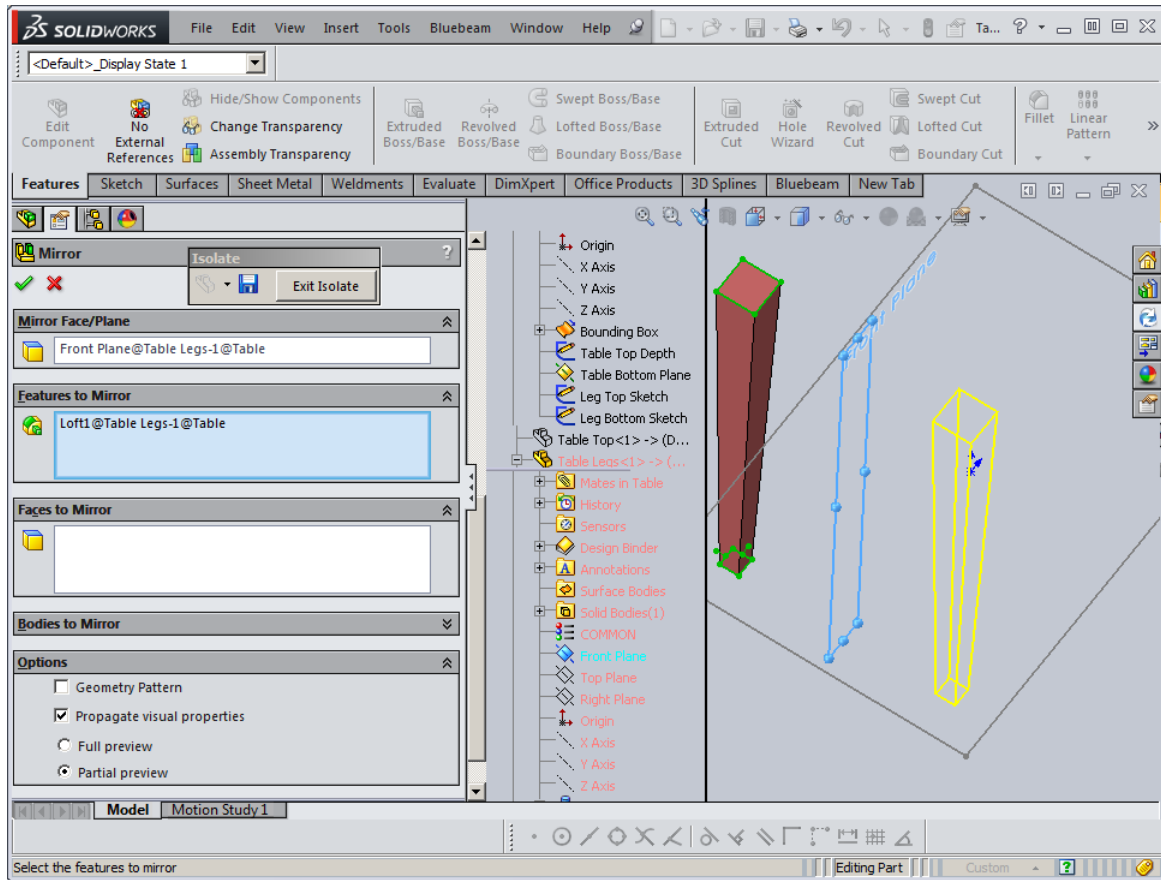 SOLIDWORKS File Edit View Insert Tools Bluebeam Window Help Ta... ?
<Default>_Display State 1
Edit Component
No External References
Hide/Show Components
Change Transparency
Assembly Transparency
Extruded Boss/Base
Revolved Boss/Base
Swept Boss/Base
Lofted Boss/Base
Boundary Boss/Base
Extruded Cut
Hole Wizard
Revolved Cut
Swept Cut
Lofted Cut
Boundary Cut
Fillet
Linear Pattern
»
Features Sketch Surfaces Sheet Metal Weldments Evaluate DimXpert Office Products 3D Splines Bluebeam New Tab
Mirror ?
Isolate
Exit Isolate
Mirror Face/Plane
Front Plane@Table Legs-1@Table
Features to Mirror
Loft1@Table Legs-1@Table
Faces to Mirror
Bodies to Mirror
Options
Geometry Pattern
Propagate visual properties
Full preview
Partial preview
Origin
X Axis
Y Axis
Z Axis
Bounding Box
Table Top Depth
Table Bottom Plane
Leg Top Sketch
Leg Bottom Sketch
Table Top<1> -> (D...
Table Legs<1> -> (...
Mates in Table
History
Sensors
Design Binder
Annotations
Surface Bodies
Solid Bodies(1)
COMMON
Front Plane
Top Plane
Right Plane
Origin
X Axis
Y Axis
Z Axis
Front Plane
Model Motion Study 1
Select the features to mirror
Editing Part
Custom
?